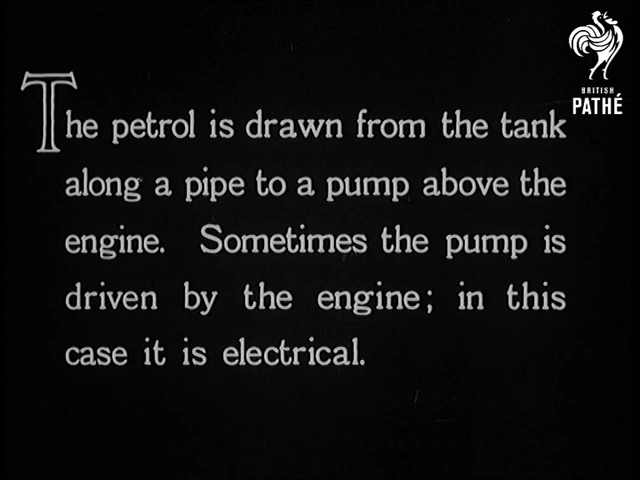 BRITISH
PATHÉ
The petrol is drawn from the tank
along a pipe to a pump above the
engine. Sometimes the pump is
driven by the engine; in this
case it is electrical.